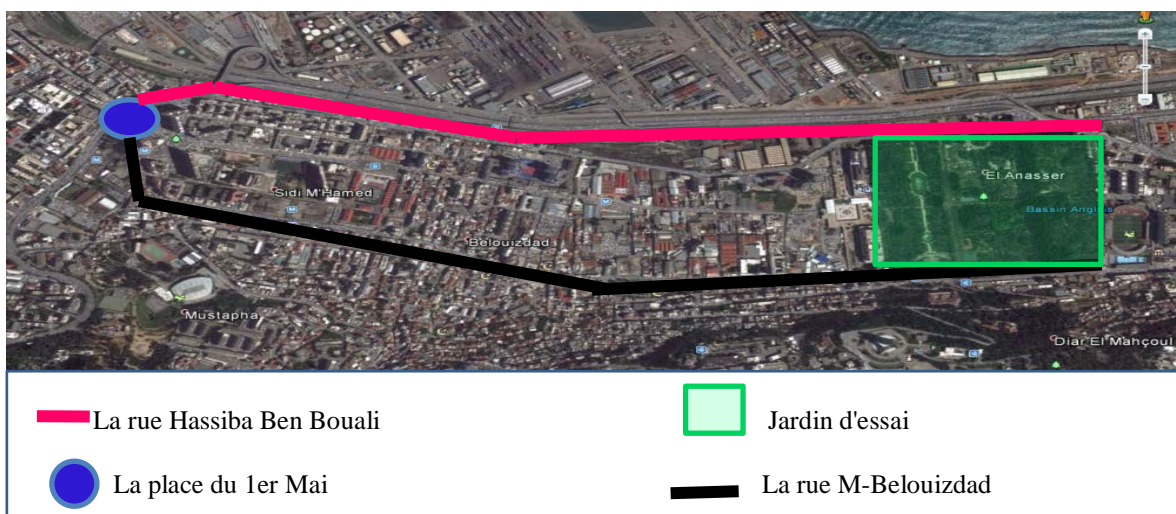 El Anasser
Sidi M'Hamed
Bassin Anglais
Belouizdad
Mustapha
Diar El Mahçoul
La rue Hassiba Ben Bouali
Jardin d'essai
La place du 1er Mai
La rue M-Belouizdad